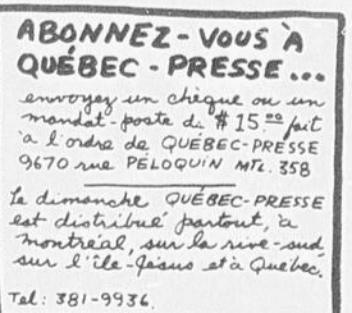 ABONNEZ-VOUS À
QUÉBEC-PRESSE...
envoyez un chèque ou un
mandat-poste de $15.00 fait
à l'ordre de QUÉBEC-PRESSE
9670 rue PÉLOQUIN MTL. 358
Le dimanche QUÉBEC-PRESSE
est distribué partout, à
montréal, sur la rive-sud,
sur l'île-Jésus et à Québec.
Tel: 381-9936.